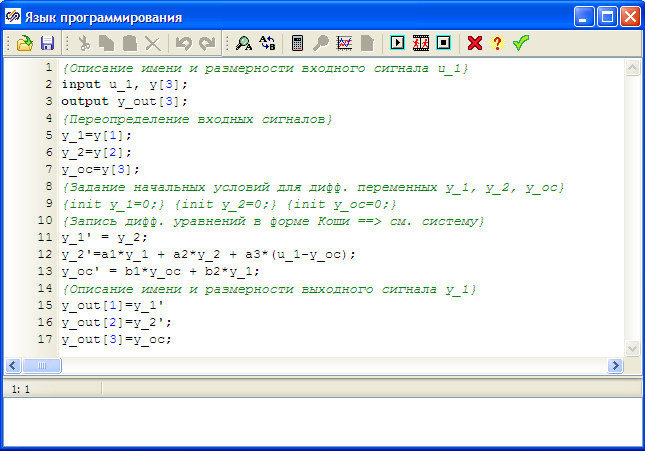 Язык программирования
1 {Описание имени и размерности входного сигнала u_1}
2 input u_1, y[3];
3 output y_out[3];
4 {Переопределение входных сигналов}
5 y_1=y[1];
6 y_2=y[2];
7 y_oc=y[3];
8 {Задание начальных условий для дифф. переменных y_1, y_2, y_oc}
9 {init y_1=0;} {init y_2=0;} {init y_oc=0;}
10 {Запись дифф. уравнений в форме Коши ==> см. систему}
11 y_1' = y_2;
12 y_2'=a1*y_1 + a2*y_2 + a3*(u_1-y_oc);
13 y_oc' = b1*y_oc + b2*y_1;
14 {Описание имени и размерности выходного сигнала y_1}
15 y_out[1]=y_1'
16 y_out[2]=y_2';
17 y_out[3]=y_oc;
1: 1